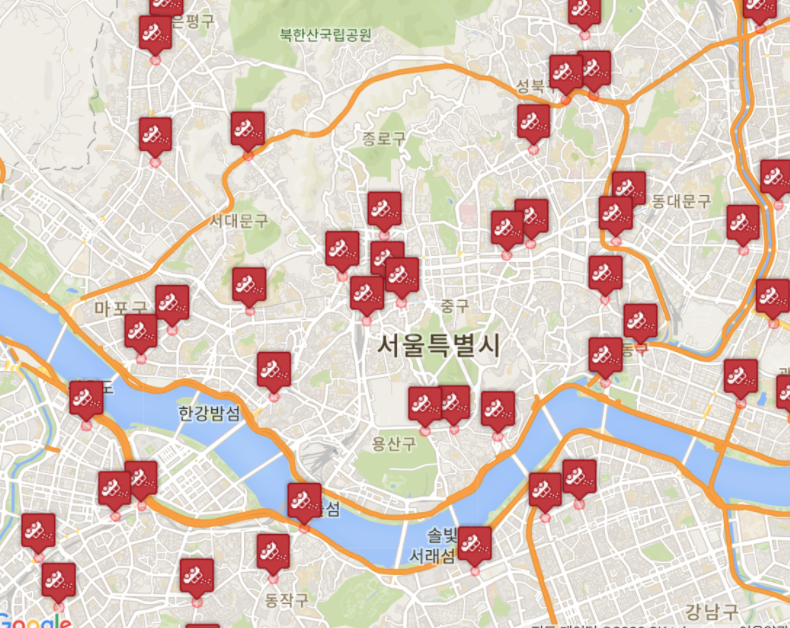 은평구
북한산국립공원
성북
종로구
동대문구
서대문구
마포구
중구
서울특별시
한강밤섬
용산구
솔빛
서래섬
동작구
강남구
Google